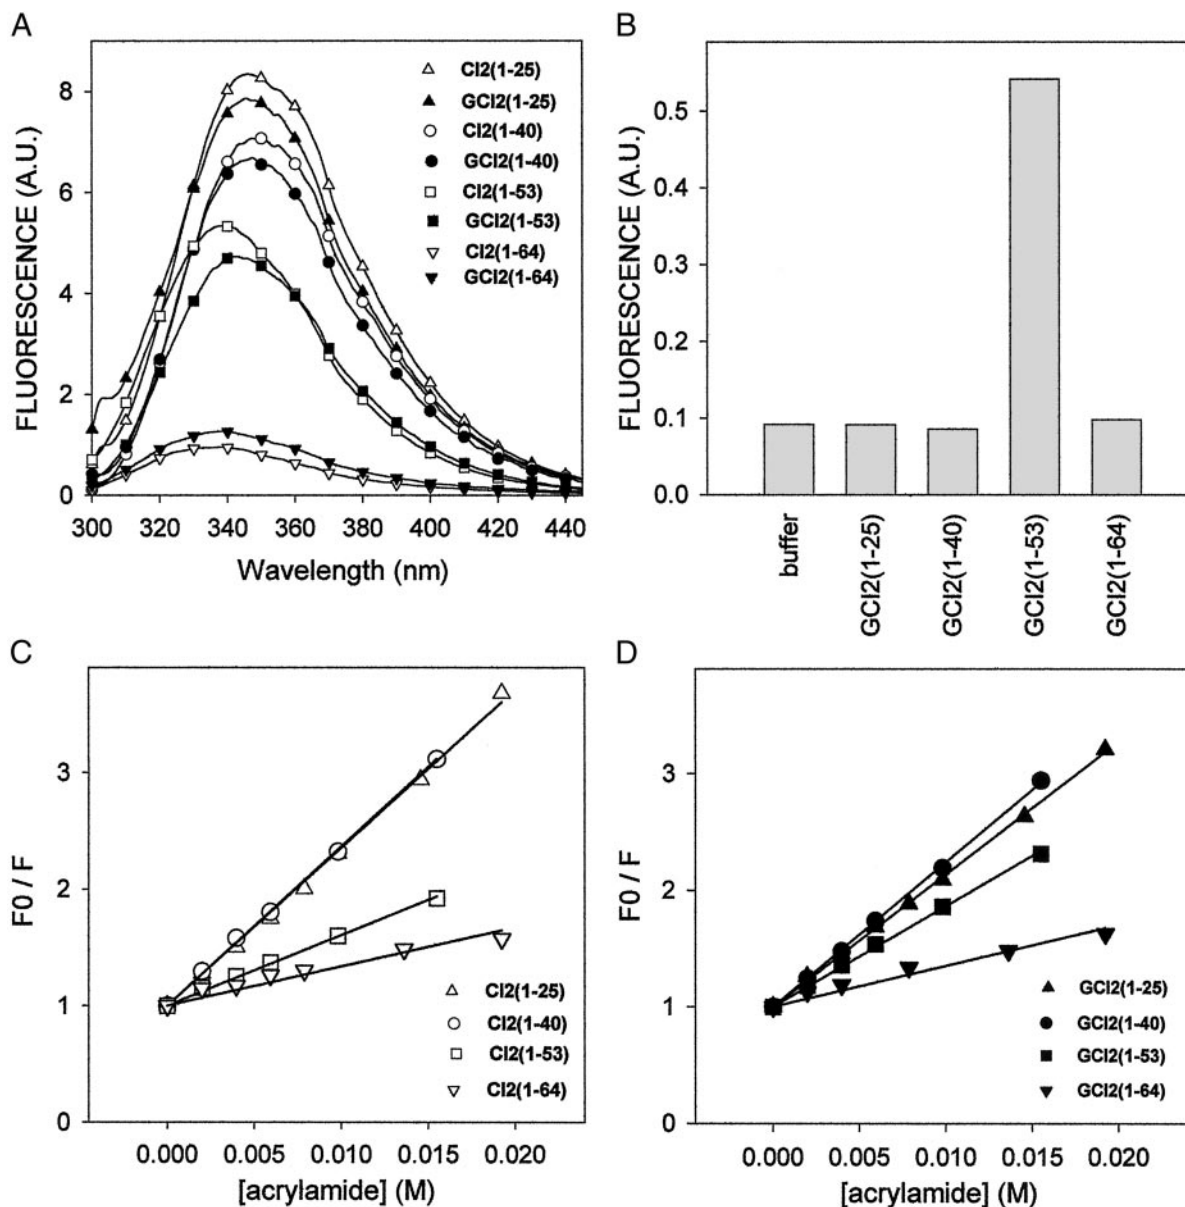 A
FLUORESCENCE (A.U.)
8
6
4
2
0
300
320
340
360
380
400
420
440
Wavelength (nm)
CI2(1-25)
GCI2(1-25)
CI2(1-40)
GCI2(1-40)
CI2(1-53)
GCI2(1-53)
CI2(1-64)
GCI2(1-64)
B
FLUORESCENCE (A.U.)
0.5
0.4
0.3
0.2
0.1
0.0
buffer
GCI2(1-25)
GCI2(1-40)
GCI2(1-53)
GCI2(1-64)
C
F0 / F
3
2
1
0
0.000
0.005
0.010
0.015
0.020
[acrylamide] (M)
CI2(1-25)
CI2(1-40)
CI2(1-53)
CI2(1-64)
D
F0 / F
3
2
1
0
0.000
0.005
0.010
0.015
0.020
[acrylamide] (M)
GCI2(1-25)
GCI2(1-40)
GCI2(1-53)
GCI2(1-64)